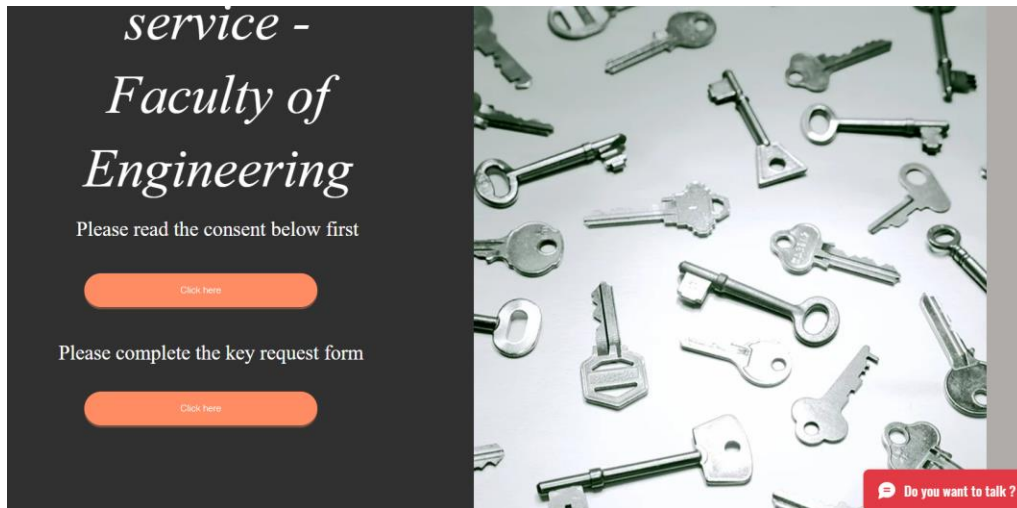 service -
Faculty of
Engineering
Please read the consent below first
Click here
Please complete the key request form
Click here
Do you want to talk ?